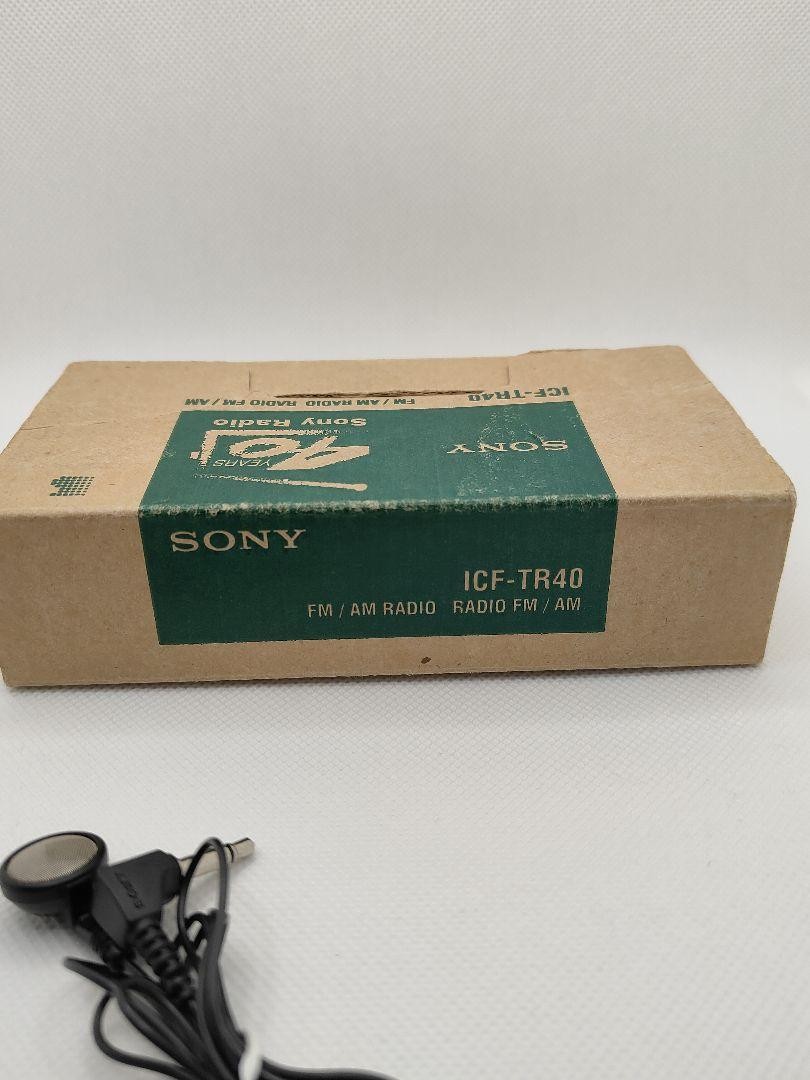 ICF-TR40
FM / AM RADIO RADIO FM / AM
SONY
40
YEARS
Sony Radio
SONY
ICF-TR40
FM / AM RADIO RADIO FM / AM
SONY